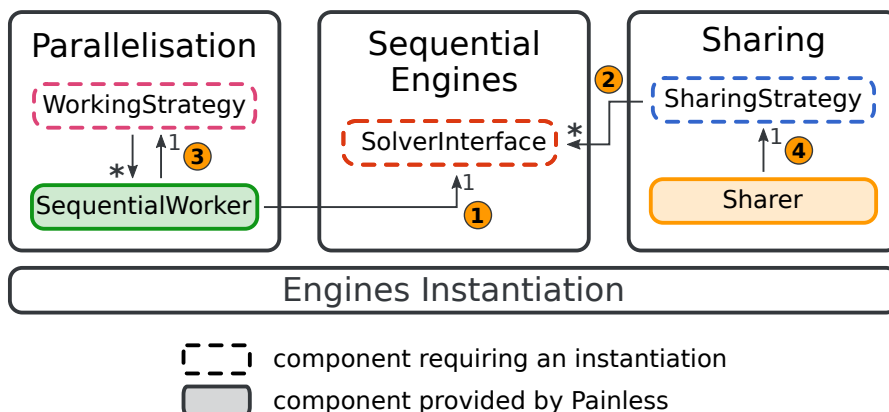 Parallelisation
WorkingStrategy
1
3
*
SequentialWorker
Sequential
Engines
2
*
SolverInterface
1
1
Sharing
SharingStrategy
1
4
Sharer
Engines Instantiation
component requiring an instantiation
component provided by Painless